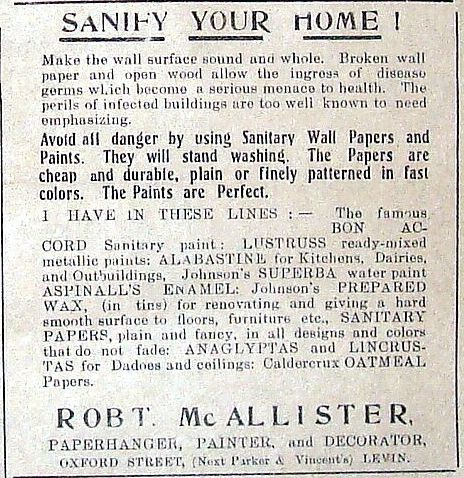 SANIFY YOUR HOME !
Make the wall surface sound and whole. Broken wall
paper and open wood allow the ingress of disease
germs which become a serious menace to health. The
perils of infected buildings are too well known to need
emphasizing.
Avoid all danger by using Sanitary Wall Papers and
Paints. They will stand washing. The Papers are
cheap and durable, plain or finely patterned in fast
colors. The Paints are Perfect.
I HAVE IN THESE LINES :— The famous
BON AC-
CORD Sanitary paint: LUSTRUSS ready-mixed
metallic paints: ALABASTINE for Kitchens, Dairies,
and Outbuildings, Johnson's SUPERBA water paint
ASPINALL'S ENAMEL: Johnson's PREPARED
WAX, (in tins) for renovating and giving a hard
smooth surface to floors, furniture etc., SANITARY
PAPERS, plain and fancy, in all designs and colors
that do not fade: ANAGLYPTAS and LINCRUS-
TAS for Dadoes and ceilings: Caldercrux OATMEAL
Papers.
ROBT. McALLISTER,
PAPERHANGER, PAINTER, and DECORATOR,
OXFORD STREET, (Next Parker & Vincent's) LEVIN.